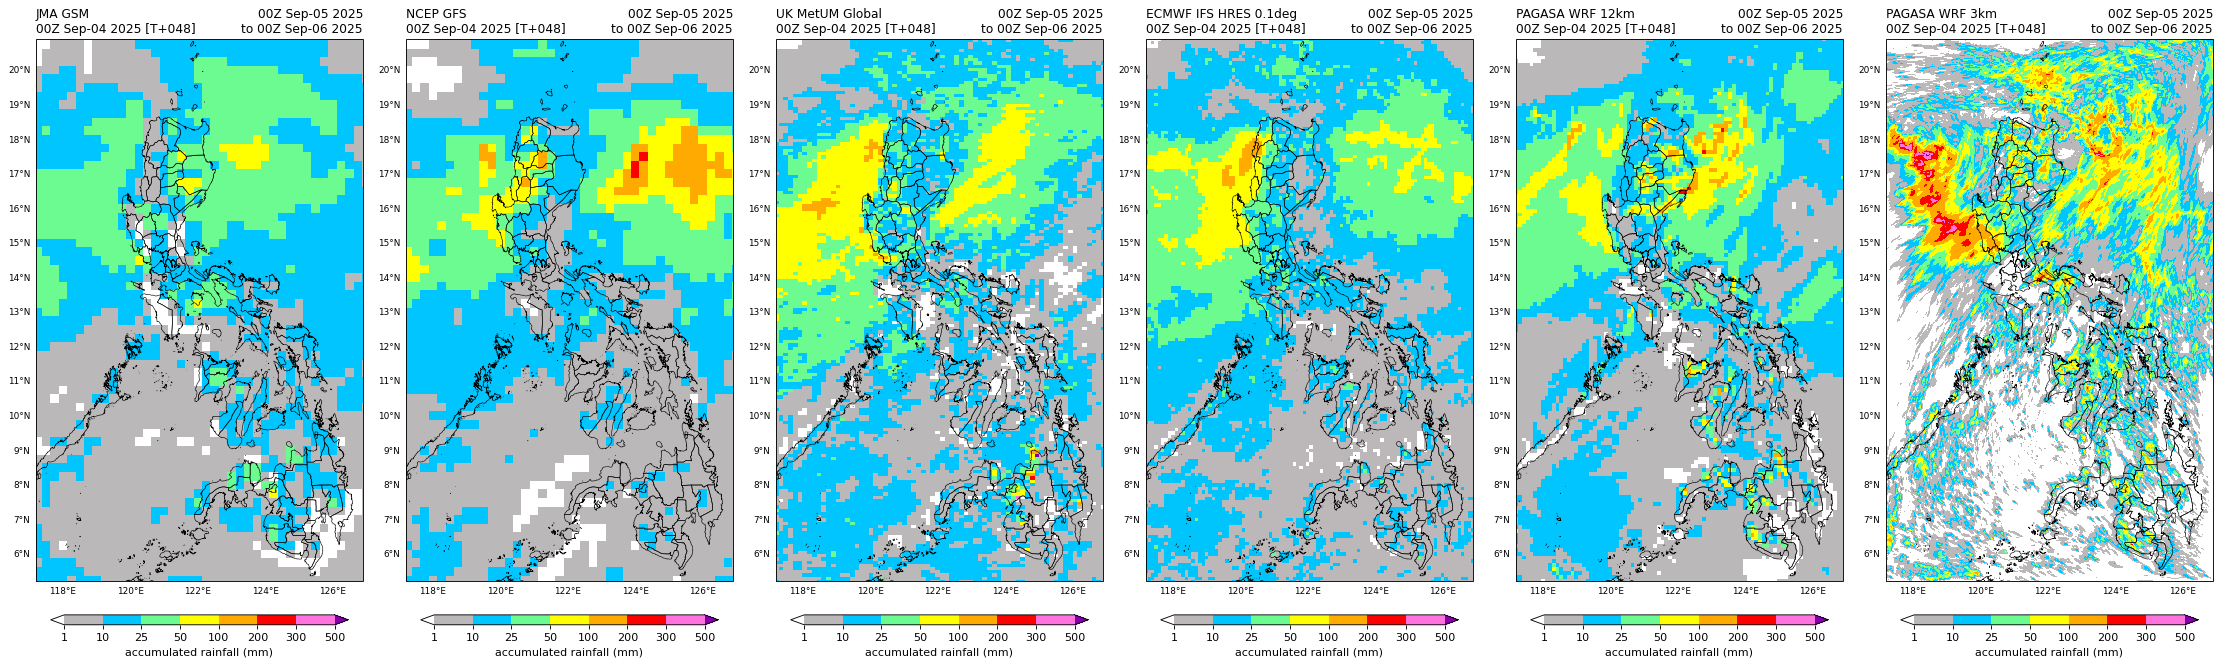 JMA GSM 00Z Sep-05 2025
00Z Sep-04 2025 [T+048] to 00Z Sep-06 2025
20°N
19°N
18°N
17°N
16°N
15°N
14°N
13°N
12°N
11°N
10°N
9°N
8°N
7°N
6°N
118°E 120°E 122°E 124°E 126°E
1 10 25 50 100 200 300 500
accumulated rainfall (mm)
NCEP GFS 00Z Sep-05 2025
00Z Sep-04 2025 [T+048] to 00Z Sep-06 2025
20°N
19°N
18°N
17°N
16°N
15°N
14°N
13°N
12°N
11°N
10°N
9°N
8°N
7°N
6°N
118°E 120°E 122°E 124°E 126°E
1 10 25 50 100 200 300 500
accumulated rainfall (mm)
UK MetUM Global 00Z Sep-05 2025
00Z Sep-04 2025 [T+048] to 00Z Sep-06 2025
20°N
19°N
18°N
17°N
16°N
15°N
14°N
13°N
12°N
11°N
10°N
9°N
8°N
7°N
6°N
118°E 120°E 122°E 124°E 126°E
1 10 25 50 100 200 300 500
accumulated rainfall (mm)
ECMWF IFS HRES 0.1deg 00Z Sep-05 2025
00Z Sep-04 2025 [T+048] to 00Z Sep-06 2025
20°N
19°N
18°N
17°N
16°N
15°N
14°N
13°N
12°N
11°N
10°N
9°N
8°N
7°N
6°N
118°E 120°E 122°E 124°E 126°E
1 10 25 50 100 200 300 500
accumulated rainfall (mm)
PAGASA WRF 12km 00Z Sep-05 2025
00Z Sep-04 2025 [T+048] to 00Z Sep-06 2025
20°N
19°N
18°N
17°N
16°N
15°N
14°N
13°N
12°N
11°N
10°N
9°N
8°N
7°N
6°N
118°E 120°E 122°E 124°E 126°E
1 10 25 50 100 200 300 500
accumulated rainfall (mm)
PAGASA WRF 3km 00Z Sep-05 2025
00Z Sep-04 2025 [T+048] to 00Z Sep-06 2025
20°N
19°N
18°N
17°N
16°N
15°N
14°N
13°N
12°N
11°N
10°N
9°N
8°N
7°N
6°N
118°E 120°E 122°E 124°E 126°E
1 10 25 50 100 200 300 500
accumulated rainfall (mm)